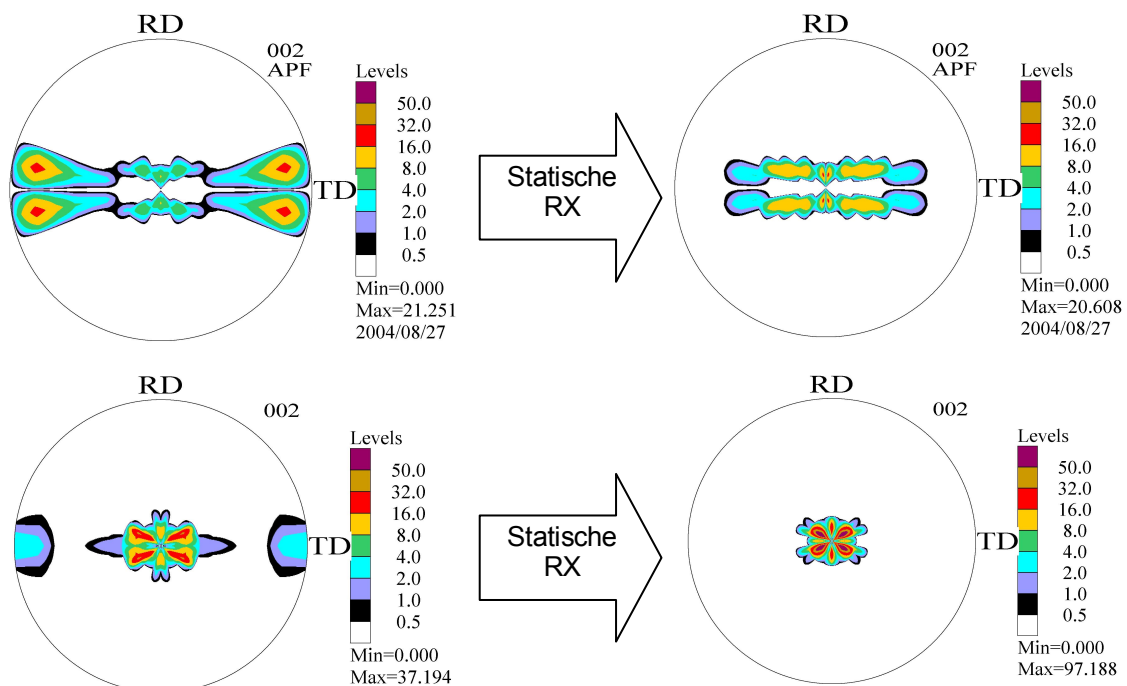 RD
002
APF
Levels
50.0
32.0
16.0
8.0
4.0
2.0
1.0
0.5
TD
Min=0.000
Max=21.251
2004/08/27
Statische
RX
RD
002
APF
Levels
50.0
32.0
16.0
8.0
4.0
2.0
1.0
0.5
TD
Min=0.000
Max=20.608
2004/08/27
RD
002
Levels
50.0
32.0
16.0
8.0
4.0
2.0
1.0
0.5
TD
Min=0.000
Max=37.194
Statische
RX
RD
002
Levels
50.0
32.0
16.0
8.0
4.0
2.0
1.0
0.5
TD
Min=0.000
Max=97.188